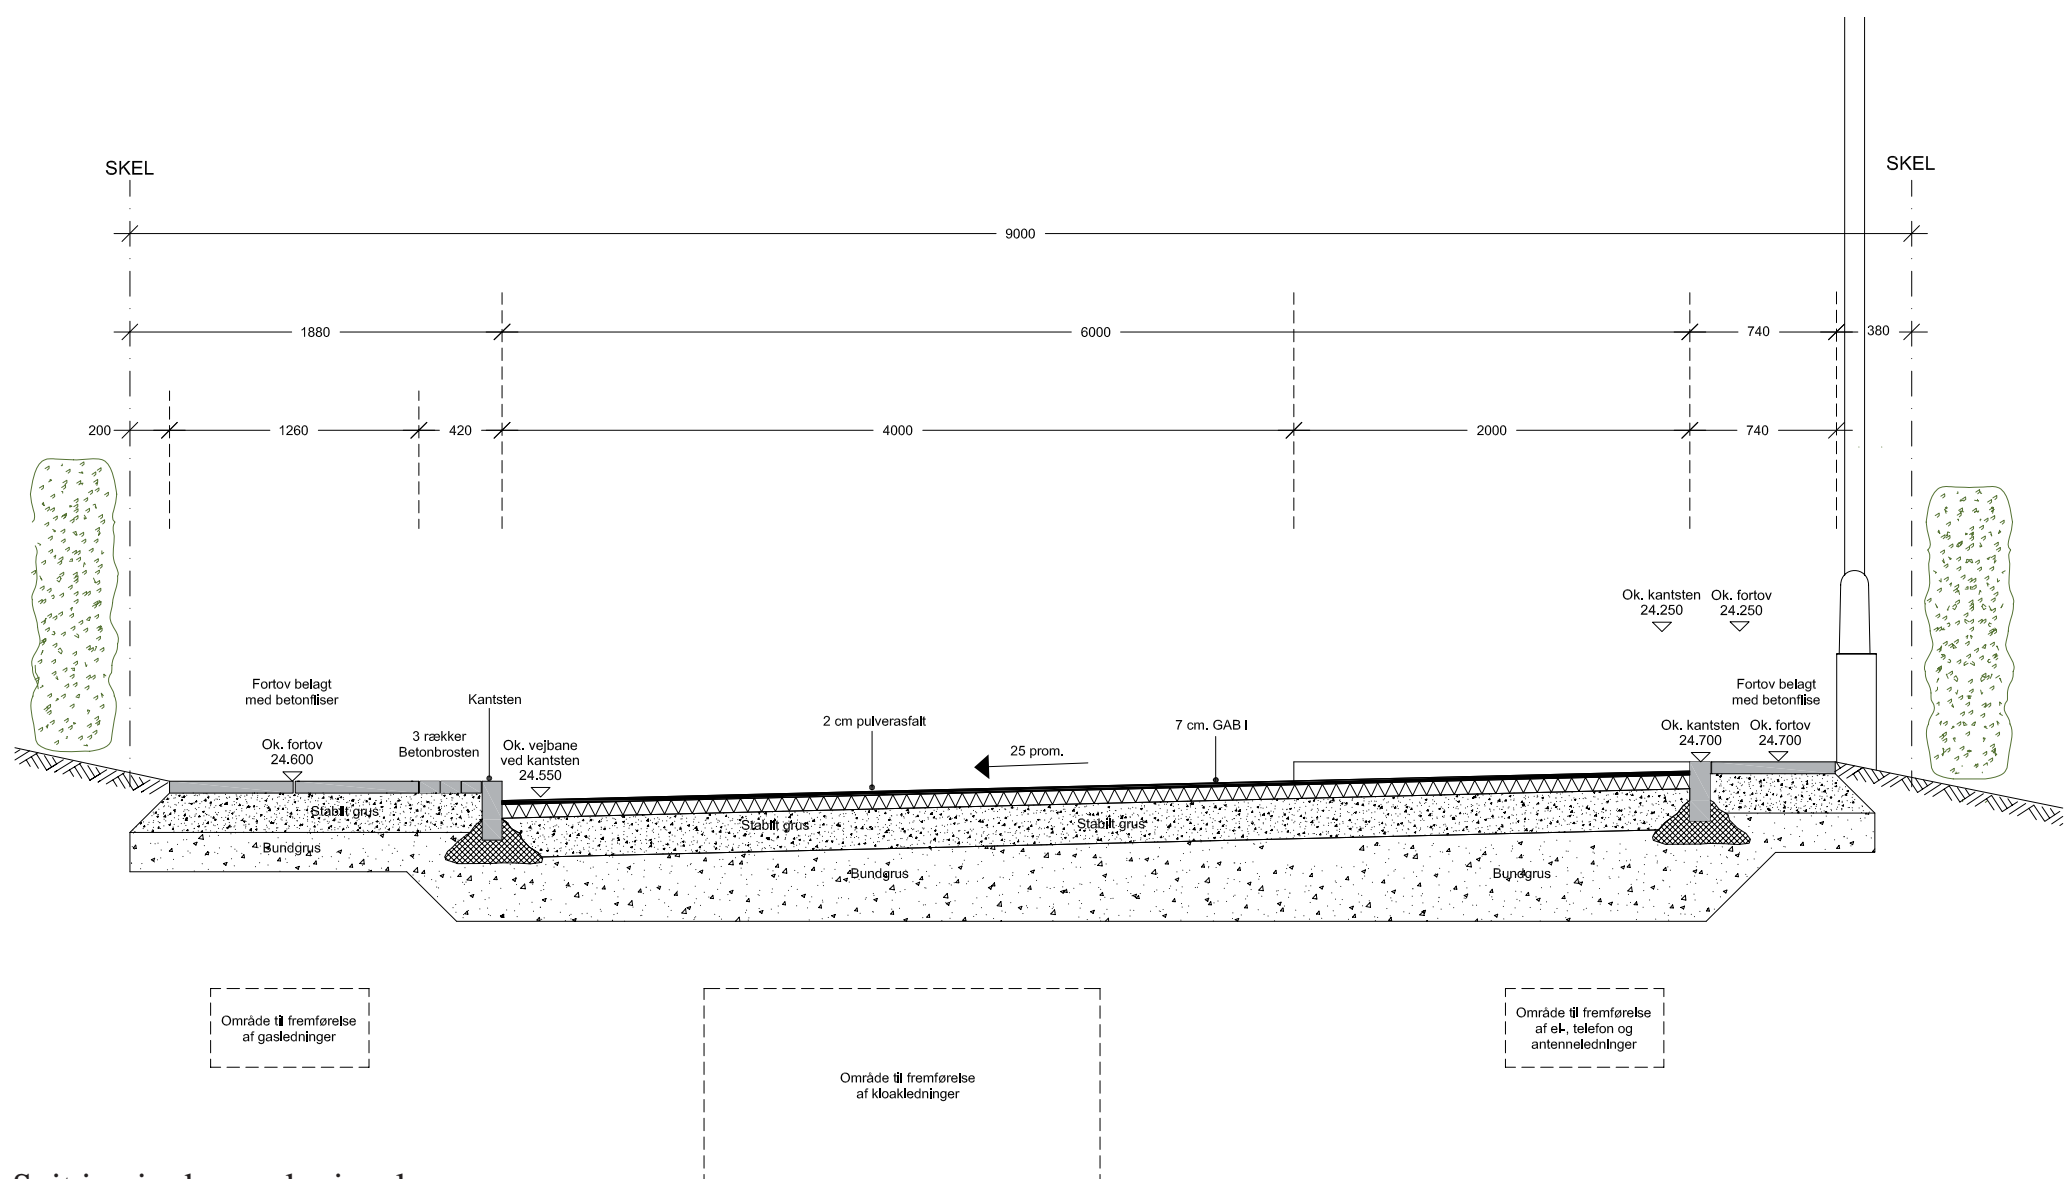 SKEL
SKEL
9000
1880
6000
740
380
200
1260
420
4000
2000
740
Ok. kantsten
24.250
Ok. fortov
24.250
Fortov belagt
med betonfliser
Kantsten
Fortov belagt
med betonflise
3 rækker
Betonbrosten
Ok. fortov
24.600
Ok. vejbane
ved kantsten
24.550
2 cm pulverasfalt
25 prom.
7 cm. GAB I
Ok. kantsten
24.700
Ok. fortov
24.700
Stabilt grus
Stabilt grus
Stabilt grus
Bundgrus
Bundgrus
Bundgrus
Område til fremførelse
af gasledninger
Område til fremførelse
af el-, telefon og
antenneledninger
Område til fremførelse
af kloakledninger